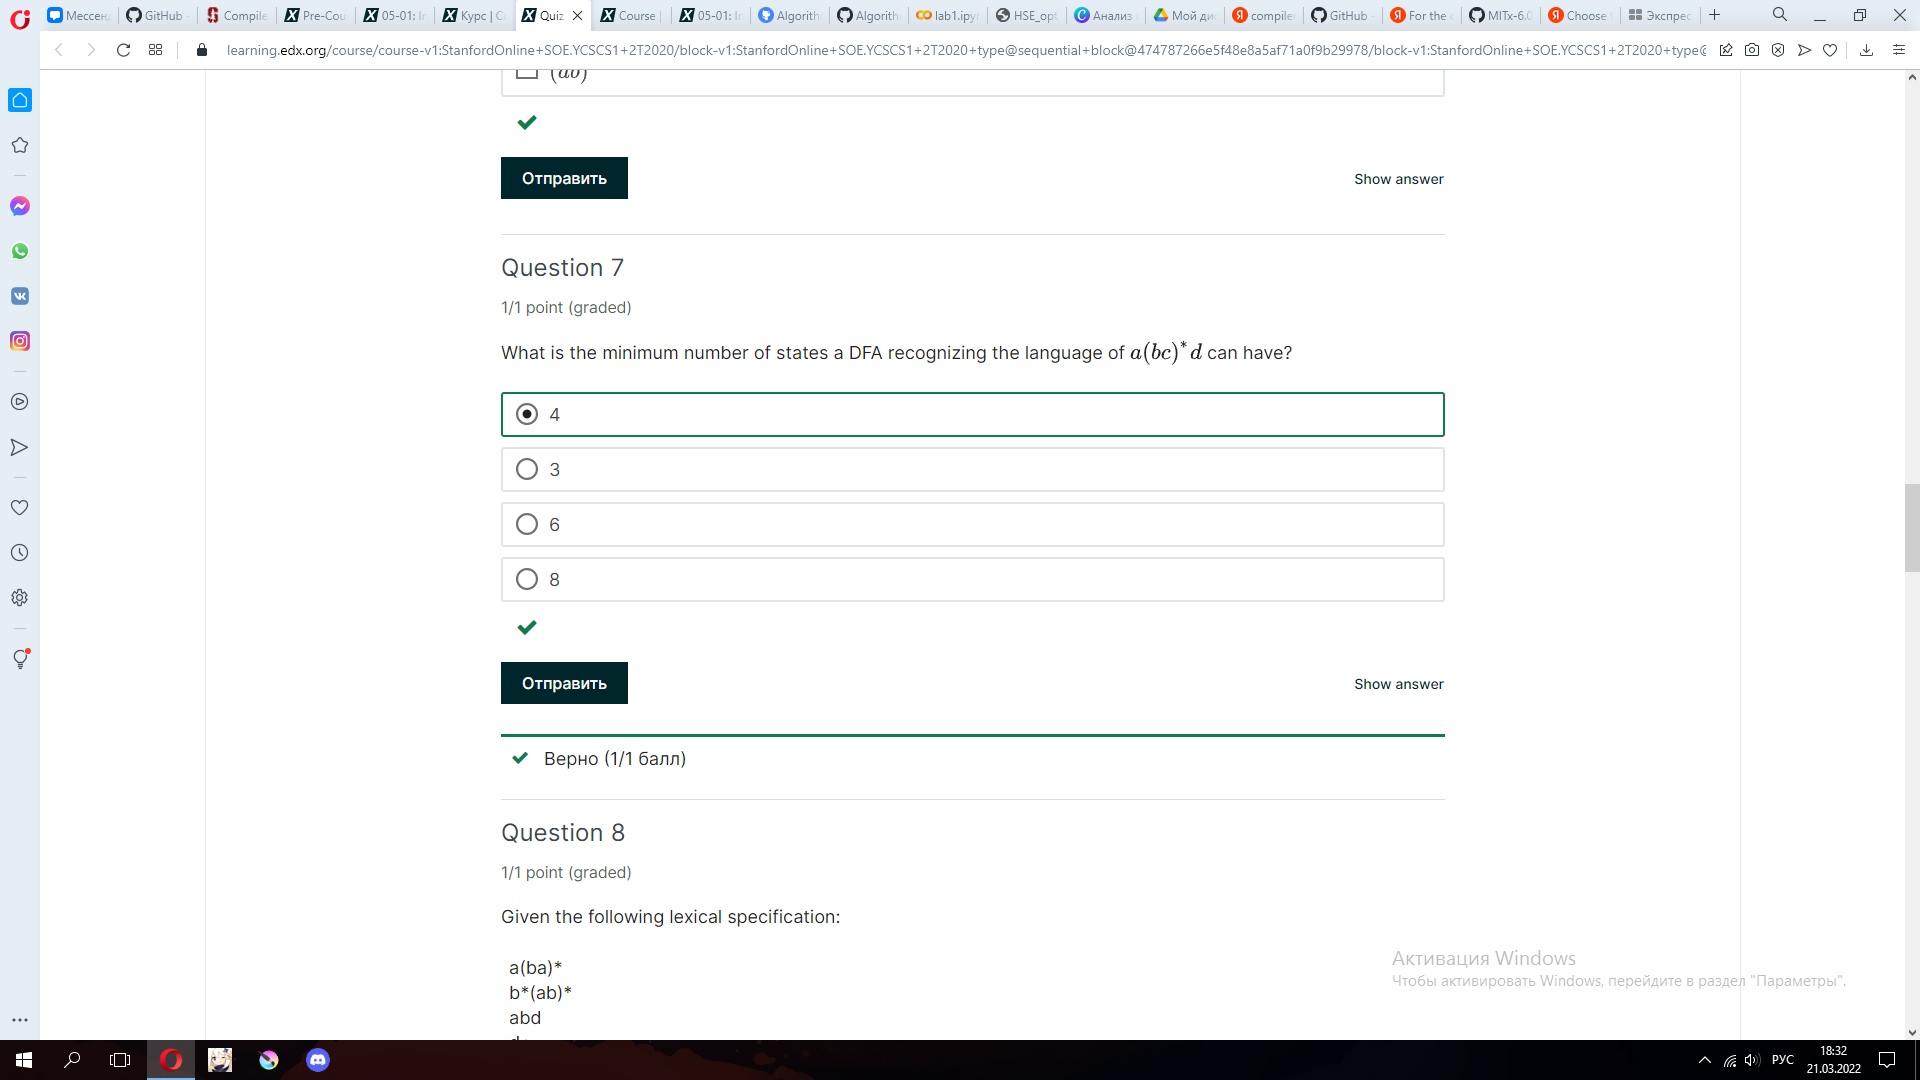 Мессенд
GitHub
Compile
Pre-Cou
05-01: Ir
Курс | C
Quiz
Course
05-01: Ir
Algorith
Algorith
lab1.ipyr
HSE_opt
Анализ
Мой ди
compile
GitHub
For the
MITx-6.0
Choose
Экспрес
learning.edx.org/course/course-v1:StanfordOnline+SOE.YCSCS1+2T2020/block-v1:StanfordOnline+SOE.YCSCS1+2T2020+type@sequential+block@474787266e5f48e8a5af71a0f9b29978/block-v1:StanfordOnline+SOE.YCSCS1+2T2020+type@
(ab)
Отправить
Show answer
Question 7
1/1 point (graded)
What is the minimum number of states a DFA recognizing the language of a(bc)*d can have?
4
3
6
8
Отправить
Show answer
Верно (1/1 балл)
Question 8
1/1 point (graded)
Given the following lexical specification:
a(ba)*
b*(ab)*
abd
Активация Windows
Чтобы активировать Windows, перейдите в раздел "Параметры".
РУС
18:32
21.03.2022